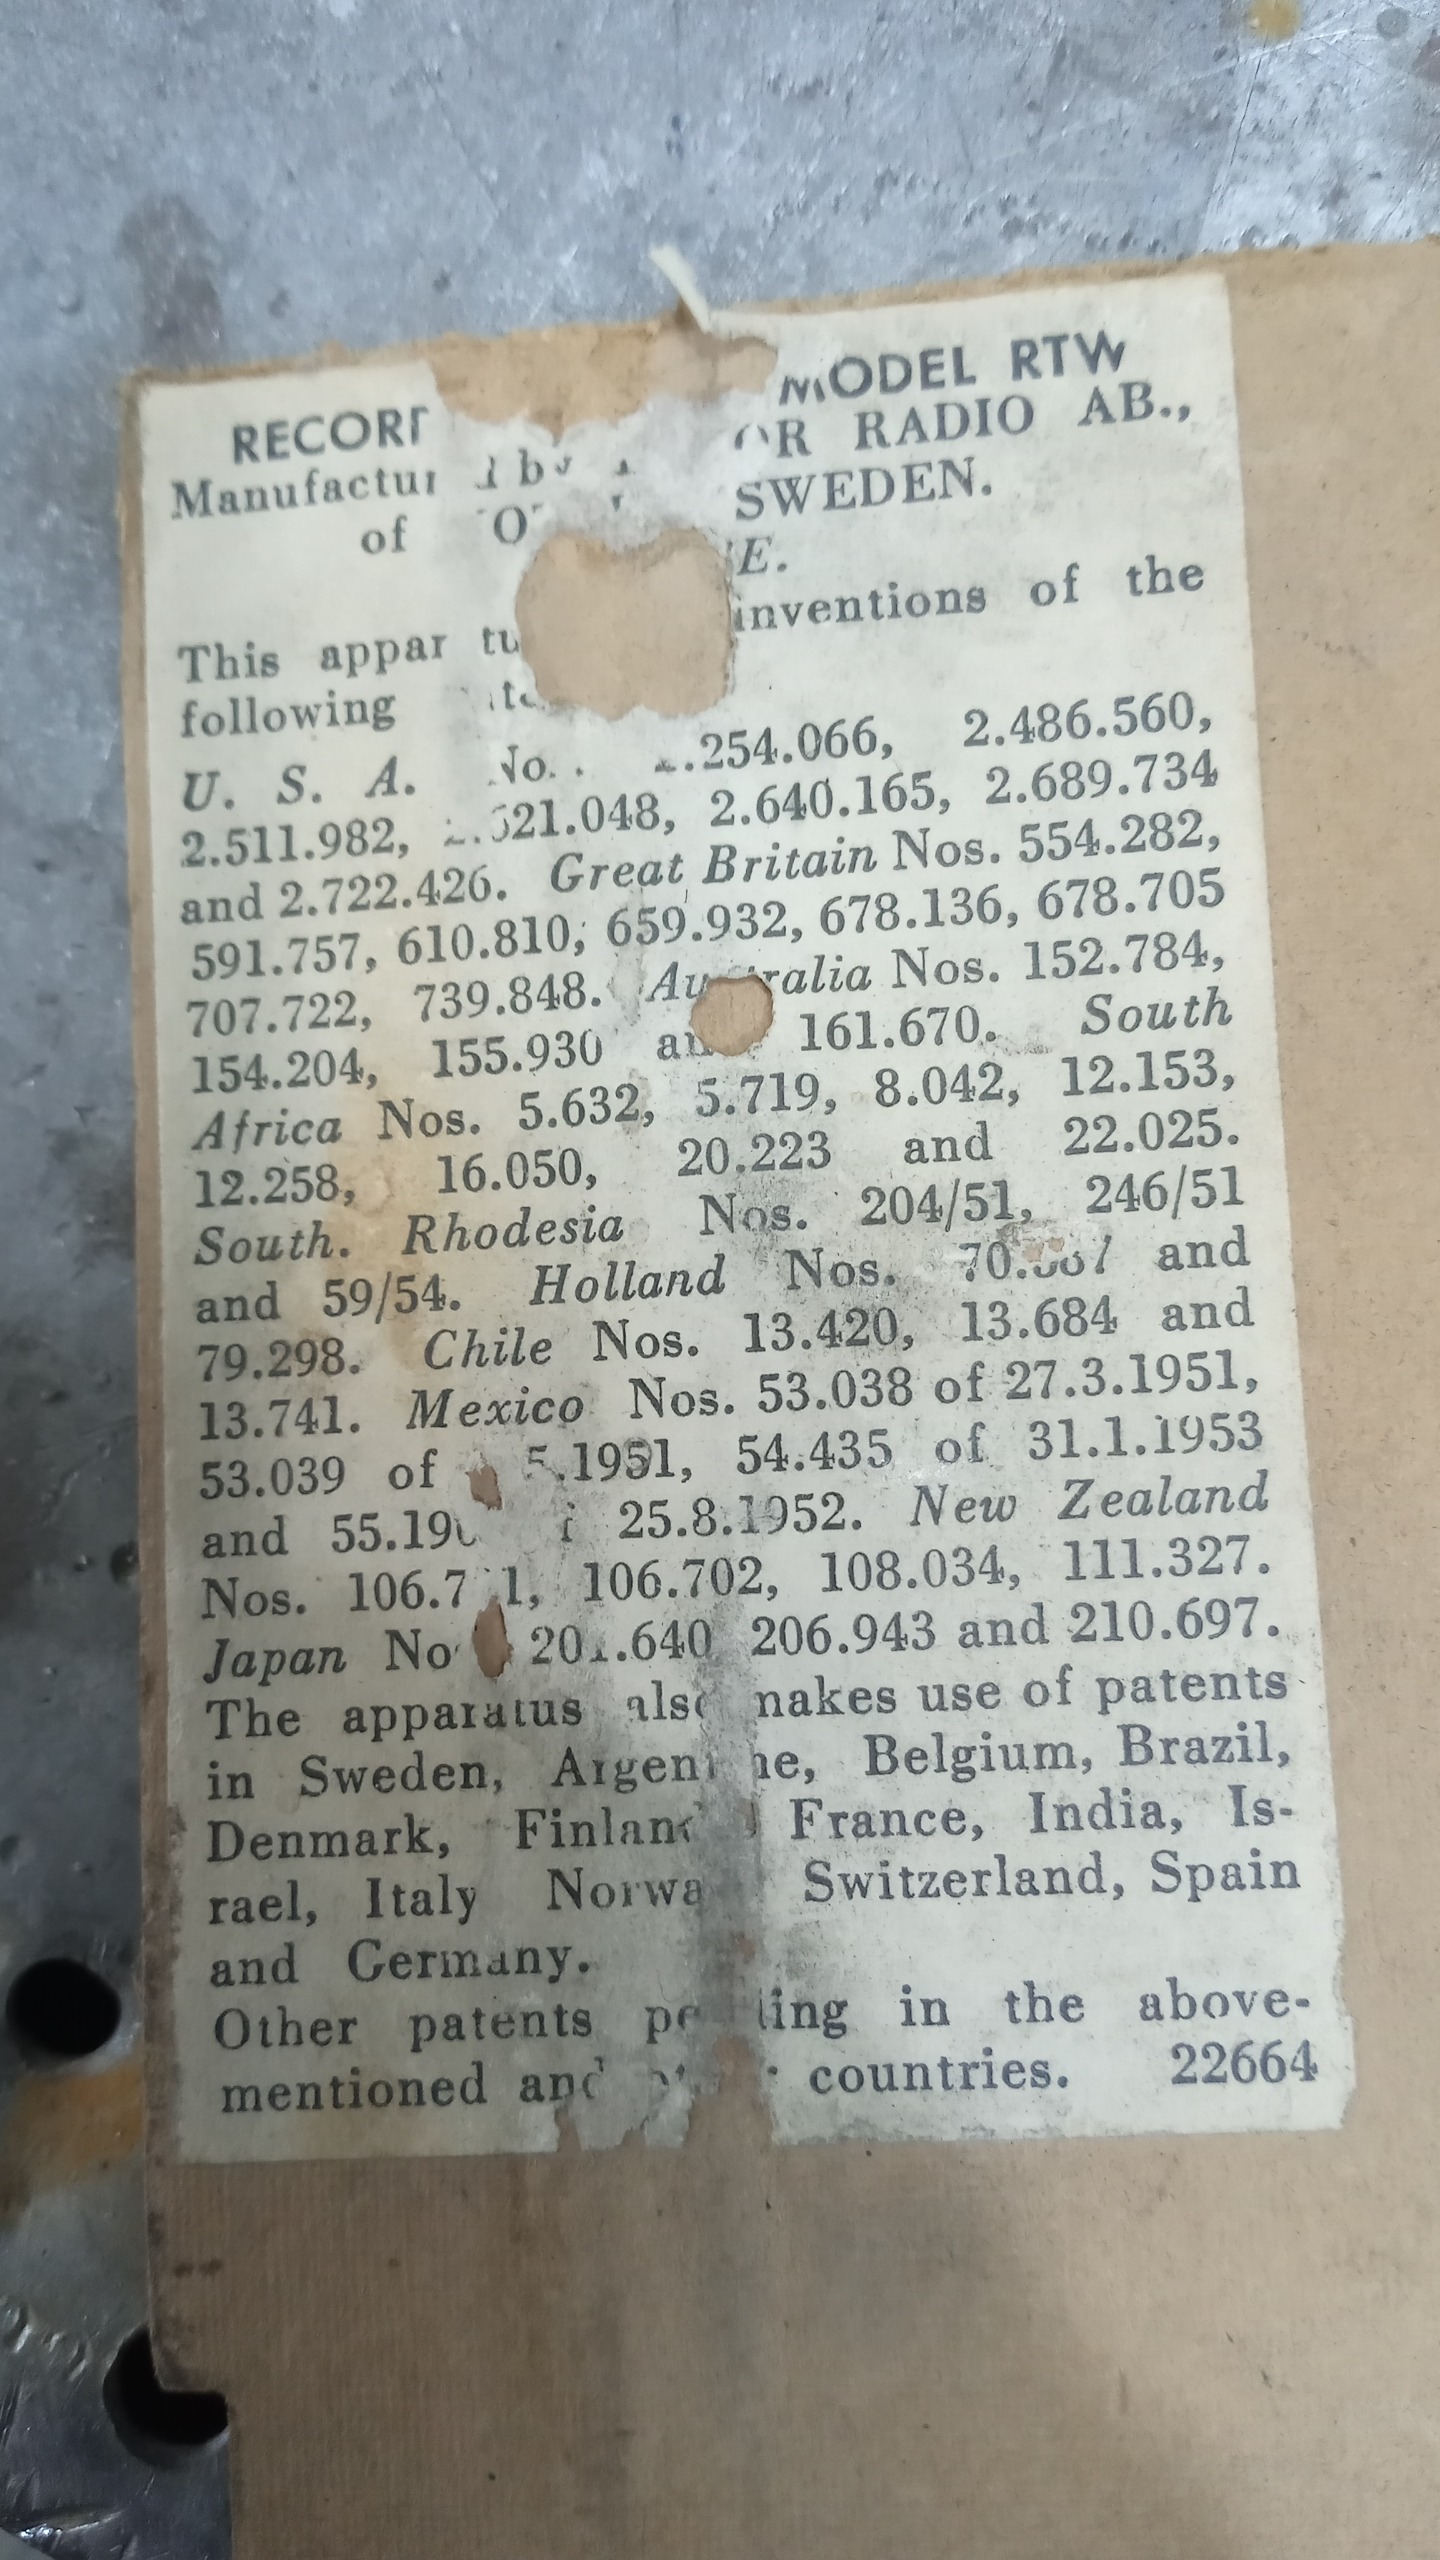 MODEL RTW
RADIO AB.,
of SWEDEN.
This inventions of the
following
U. S. A. 2.486.560,
2.511.982, 2.640.165, 2.689.734
and 2.722.426. Great Britain Nos. 554.282,
591.757, 610.810, 659.932, 678.136, 678.705
707.722, 739.848. Nos. 152.784,
154.204, 155.930 161.670. South
Africa Nos. 5.632, 5.719, 8.042, 12.153,
12.258, 16.050, 20.223 and 22.025.
South. Rhodesia Nos. 204/51, 246/51
and 59/54. Holland Nos. and
79.298. Chile Nos. 13.420, 13.684 and
13.741. Mexico Nos. 53.038 of 27.3.1951,
53.039 of 54.435 of 31.1.1953
and 25.8.1952. New Zealand
Nos. 106.702, 108.034, 111.327.
Japan 206.943 and 210.697.
The apparatus also makes use of patents
in Sweden, Argentine, Belgium, Brazil,
Denmark, Finland France, India, Is-
rael, Italy Norway Switzerland, Spain
and Germany.
Other patents pending in the above-
mentioned and countries. 22664